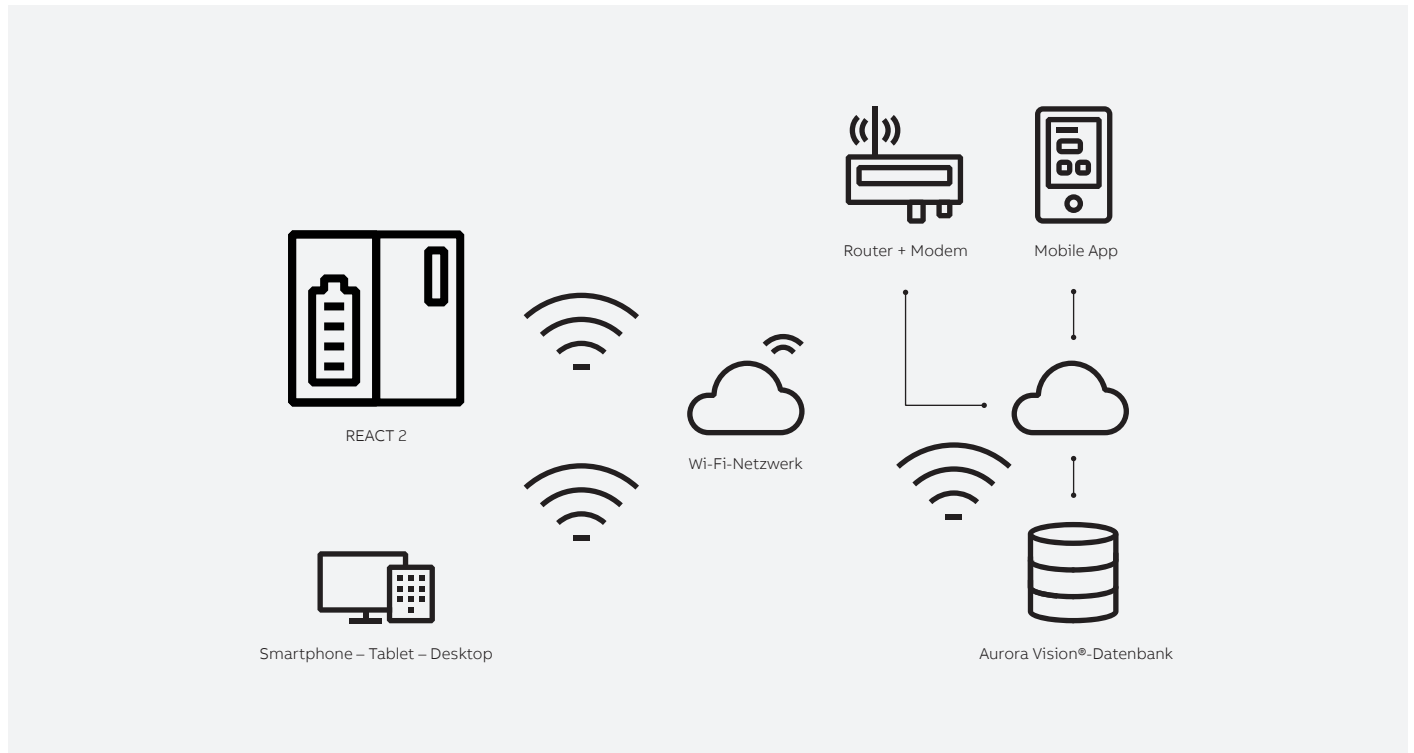 Router + Modem
Mobile App
REACT 2
Wi-Fi-Netzwerk
Smartphone – Tablet – Desktop
Aurora Vision®-Datenbank